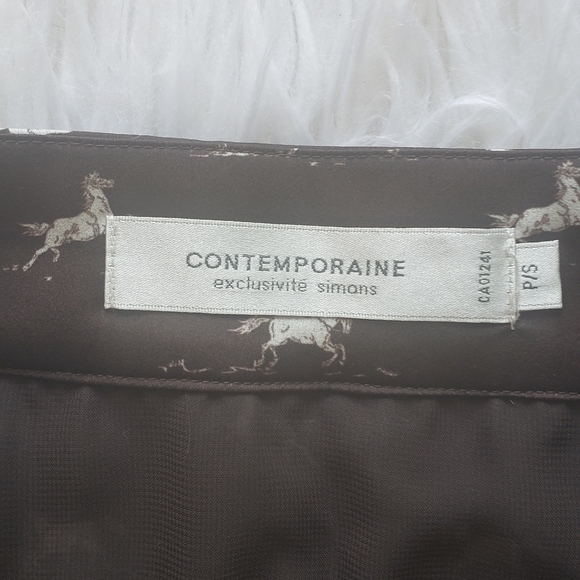 CONTEMPORAINE
exclusivité simons
CA01241
P/S